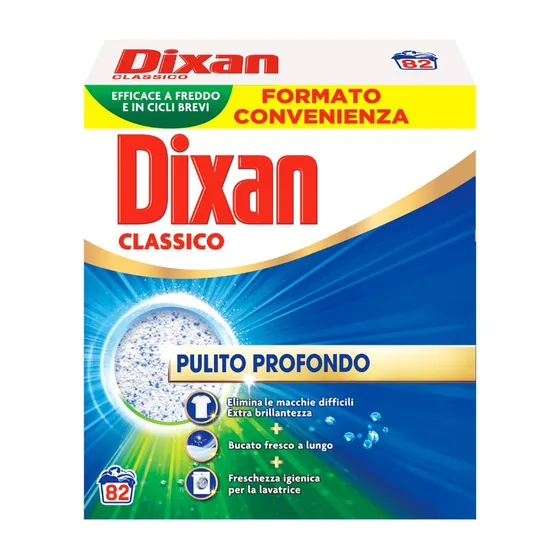 Dixan
CLASSICO
82
EFFICACE A FREDDO
E IN CICLI BREVI
FORMATO
CONVENIENZA
Dixan
CLASSICO
PULITO PROFONDO
Elimina le macchie difficili
Extra brillantezza
+
Bucato fresco a lungo
+
Freschezza igienica
per la lavatrice
82